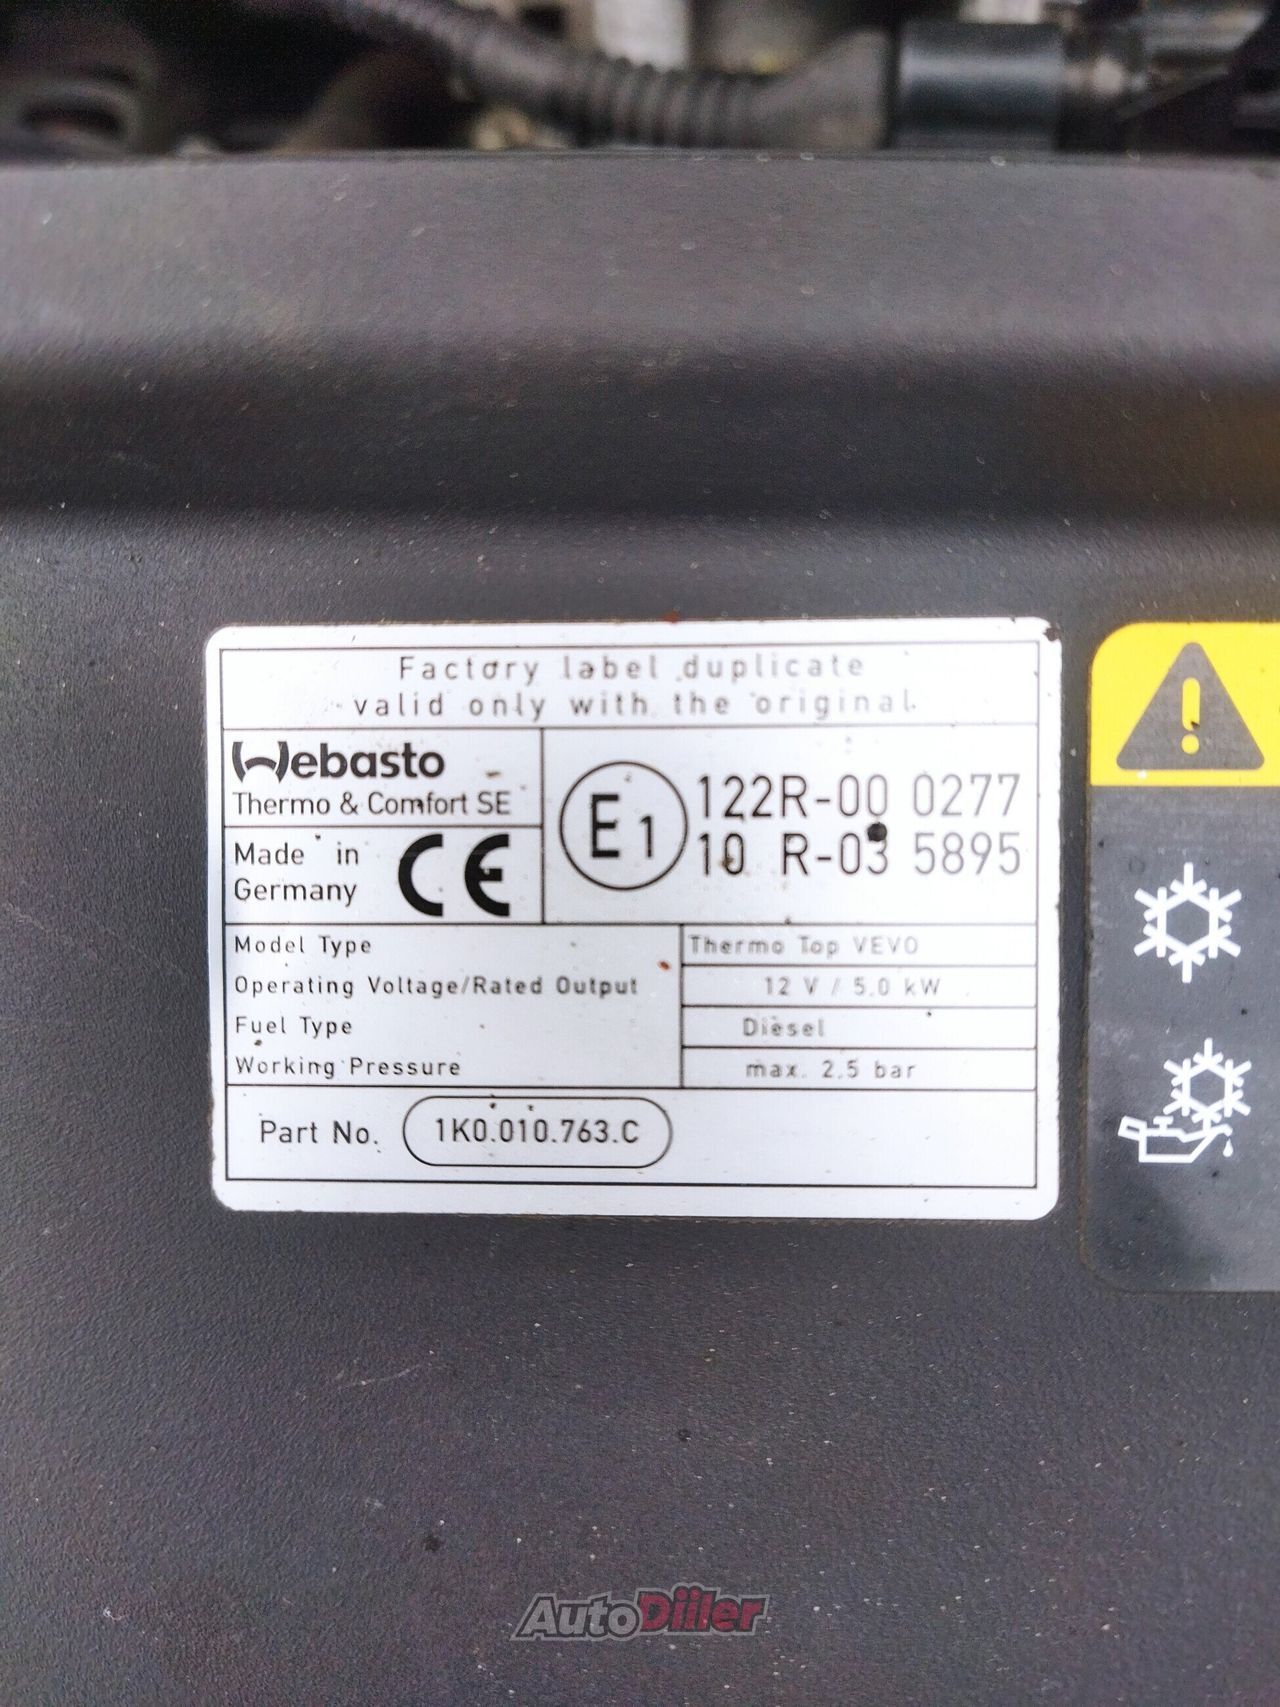 Factory label duplicate
valid only with the original
Webasto
Thermo & Comfort SE
Made in
Germany
CE
E1
122R-00 0277
10 R-03 5895
Model Type Thermo Top VEVO
Operating Voltage/Rated Output 12 V / 5.0 kW
Fuel Type Diesel
Working Pressure max. 2.5 bar
Part No. 1K0.010.763.C
AutoDiiler